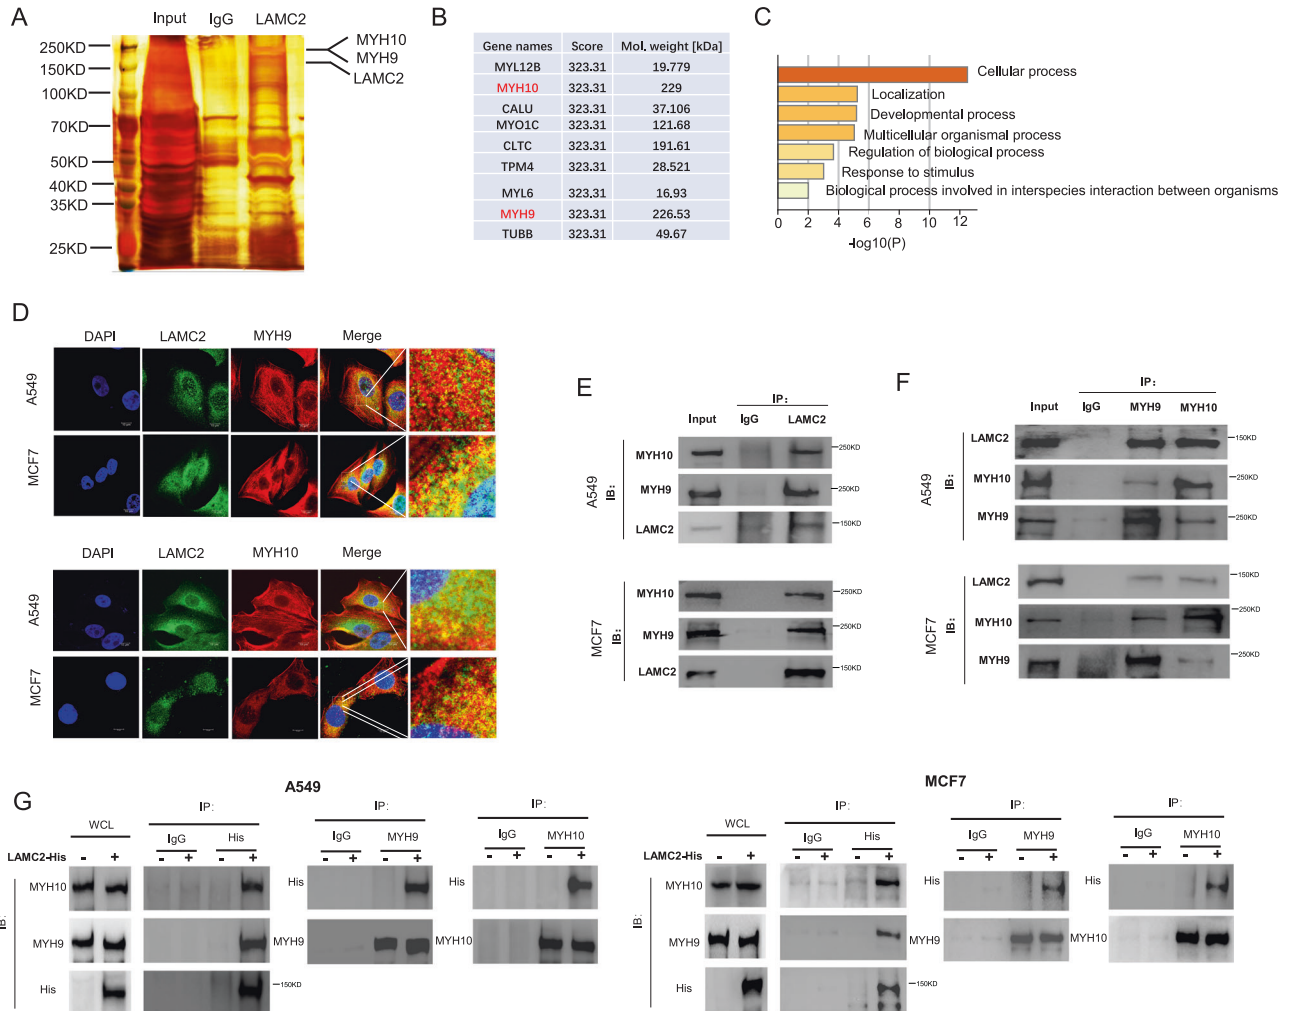 A
Input IgG LAMC2
250KD
150KD
100KD
70KD
50KD
40KD
35KD
25KD
MYH10
MYH9
LAMC2
B
Gene names Score Mol. weight [kDa]
MYL12B 323.31 19.779
MYH10 323.31 229
CALU 323.31 37.106
MYO1C 323.31 121.68
CLTC 323.31 191.61
TPM4 323.31 28.521
MYL6 323.31 16.93
MYH9 323.31 226.53
TUBB 323.31 49.67
C
Cellular process
Localization
Developmental process
Multicellular organismal process
Regulation of biological process
Response to stimulus
Biological process involved in interspecies interaction between organisms
0 2 4 6 8 10 12
-log10(P)
D
DAPI LAMC2 MYH9 Merge
A549
MCF7
DAPI LAMC2 MYH10 Merge
A549
MCF7
E
IP:
Input IgG LAMC2
A549
IB:
MYH10 250KD
MYH9 250KD
LAMC2 150KD
MCF7
IB:
MYH10 250KD
MYH9 250KD
LAMC2 150KD
F
IP:
Input IgG MYH9 MYH10
A549
IB:
LAMC2 150KD
MYH10 250KD
MYH9 250KD
MCF7
IB:
LAMC2 150KD
MYH10 250KD
MYH9 250KD
G
A549
WCL
IP:
IgG His
LAMC2-His - + - + - +
IB:
MYH10
MYH9
His 150KD
IP:
IgG MYH9
- + - +
His
MYH9
IP:
IgG MYH10
- + - +
His
MYH10
MCF7
WCL
IP:
IgG His
LAMC2-His - + - + - +
IB:
MYH10
MYH9
His 150KD
IP:
IgG MYH9
- + - +
His
MYH9
IP:
IgG MYH10
- + - +
His
MYH10